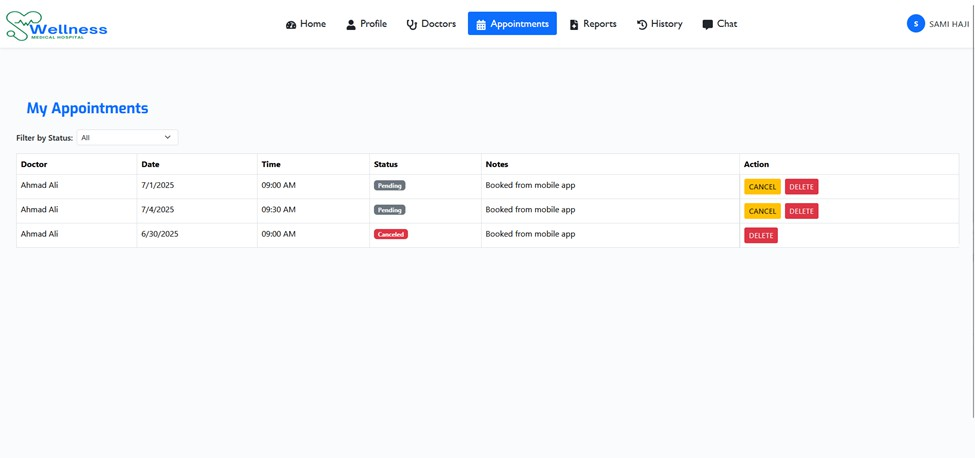 Wellness
MEDICAL HOSPITAL
Home Profile Doctors Appointments Reports History Chat
S SAMI HAJI
My Appointments
Filter by Status: All
Doctor Date Time Status Notes Action
Ahmad Ali 7/1/2025 09:00 AM Pending Booked from mobile app CANCEL DELETE
Ahmad Ali 7/4/2025 09:30 AM Pending Booked from mobile app CANCEL DELETE
Ahmad Ali 6/30/2025 09:00 AM Canceled Booked from mobile app DELETE